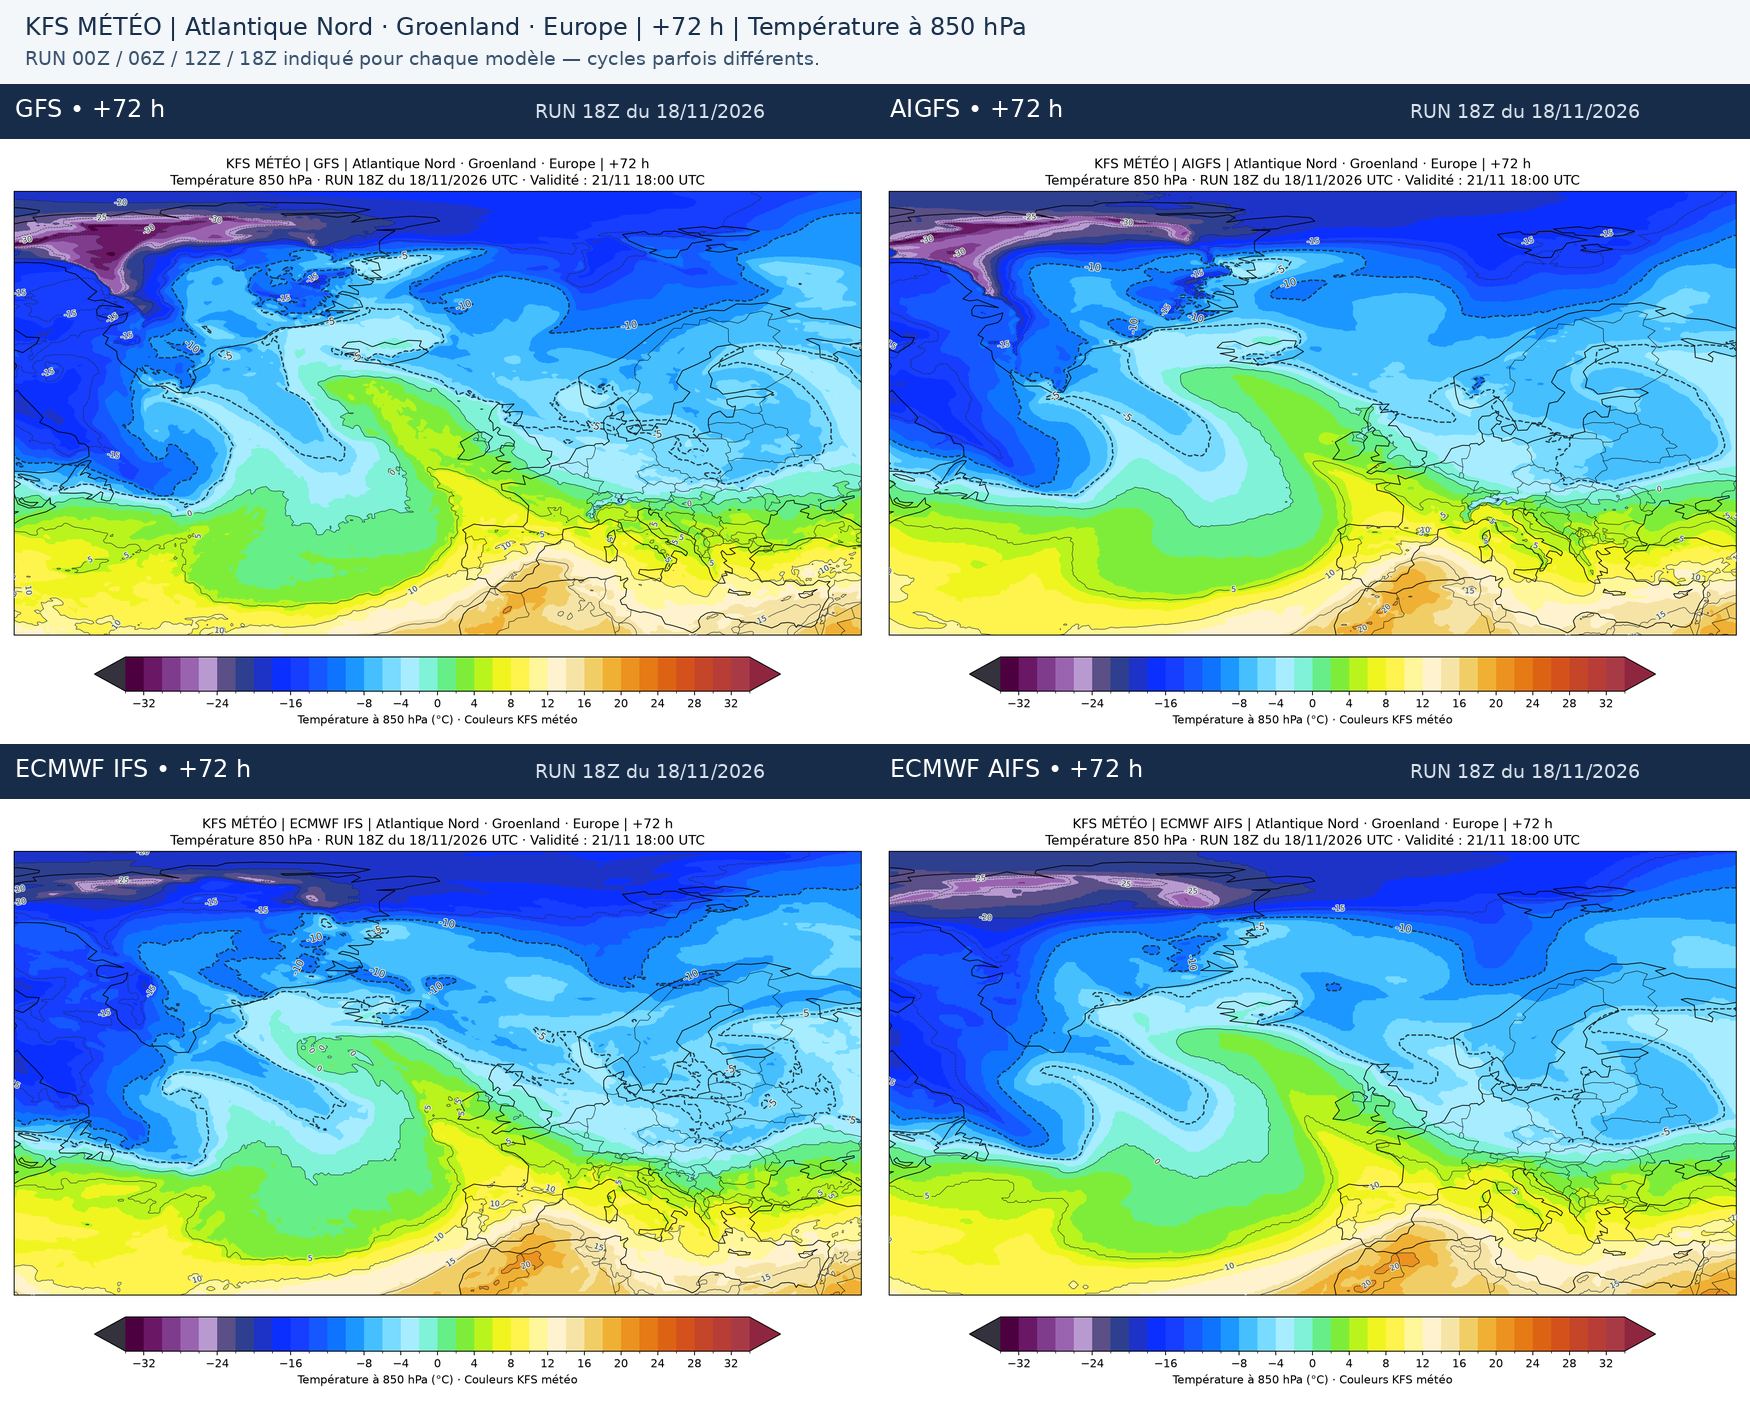 KFS MÉTÉO | Atlantique Nord · Groenland · Europe | +72 h | Température à 850 hPa
RUN 00Z / 06Z / 12Z / 18Z indiqué pour chaque modèle — cycles parfois différents.
GFS • +72 h
RUN 18Z du 18/11/2026
AIGFS • +72 h
RUN 18Z du 18/11/2026
KFS MÉTÉO | GFS | Atlantique Nord · Groenland · Europe | +72 h
Température 850 hPa · RUN 18Z du 18/11/2026 UTC · Validité : 21/11 18:00 UTC
KFS MÉTÉO | AIGFS | Atlantique Nord · Groenland · Europe | +72 h
Température 850 hPa · RUN 18Z du 18/11/2026 UTC · Validité : 21/11 18:00 UTC
−32 −24 −16 −8 −4 0 4 8 12 16 20 24 28 32
Température à 850 hPa (°C) · Couleurs KFS météo
−32 −24 −16 −8 −4 0 4 8 12 16 20 24 28 32
Température à 850 hPa (°C) · Couleurs KFS météo
ECMWF IFS • +72 h
RUN 18Z du 18/11/2026
ECMWF AIFS • +72 h
RUN 18Z du 18/11/2026
KFS MÉTÉO | ECMWF IFS | Atlantique Nord · Groenland · Europe | +72 h
Température 850 hPa · RUN 18Z du 18/11/2026 UTC · Validité : 21/11 18:00 UTC
KFS MÉTÉO | ECMWF AIFS | Atlantique Nord · Groenland · Europe | +72 h
Température 850 hPa · RUN 18Z du 18/11/2026 UTC · Validité : 21/11 18:00 UTC
−32 −24 −16 −8 −4 0 4 8 12 16 20 24 28 32
Température à 850 hPa (°C) · Couleurs KFS météo
−32 −24 −16 −8 −4 0 4 8 12 16 20 24 28 32
Température à 850 hPa (°C) · Couleurs KFS météo